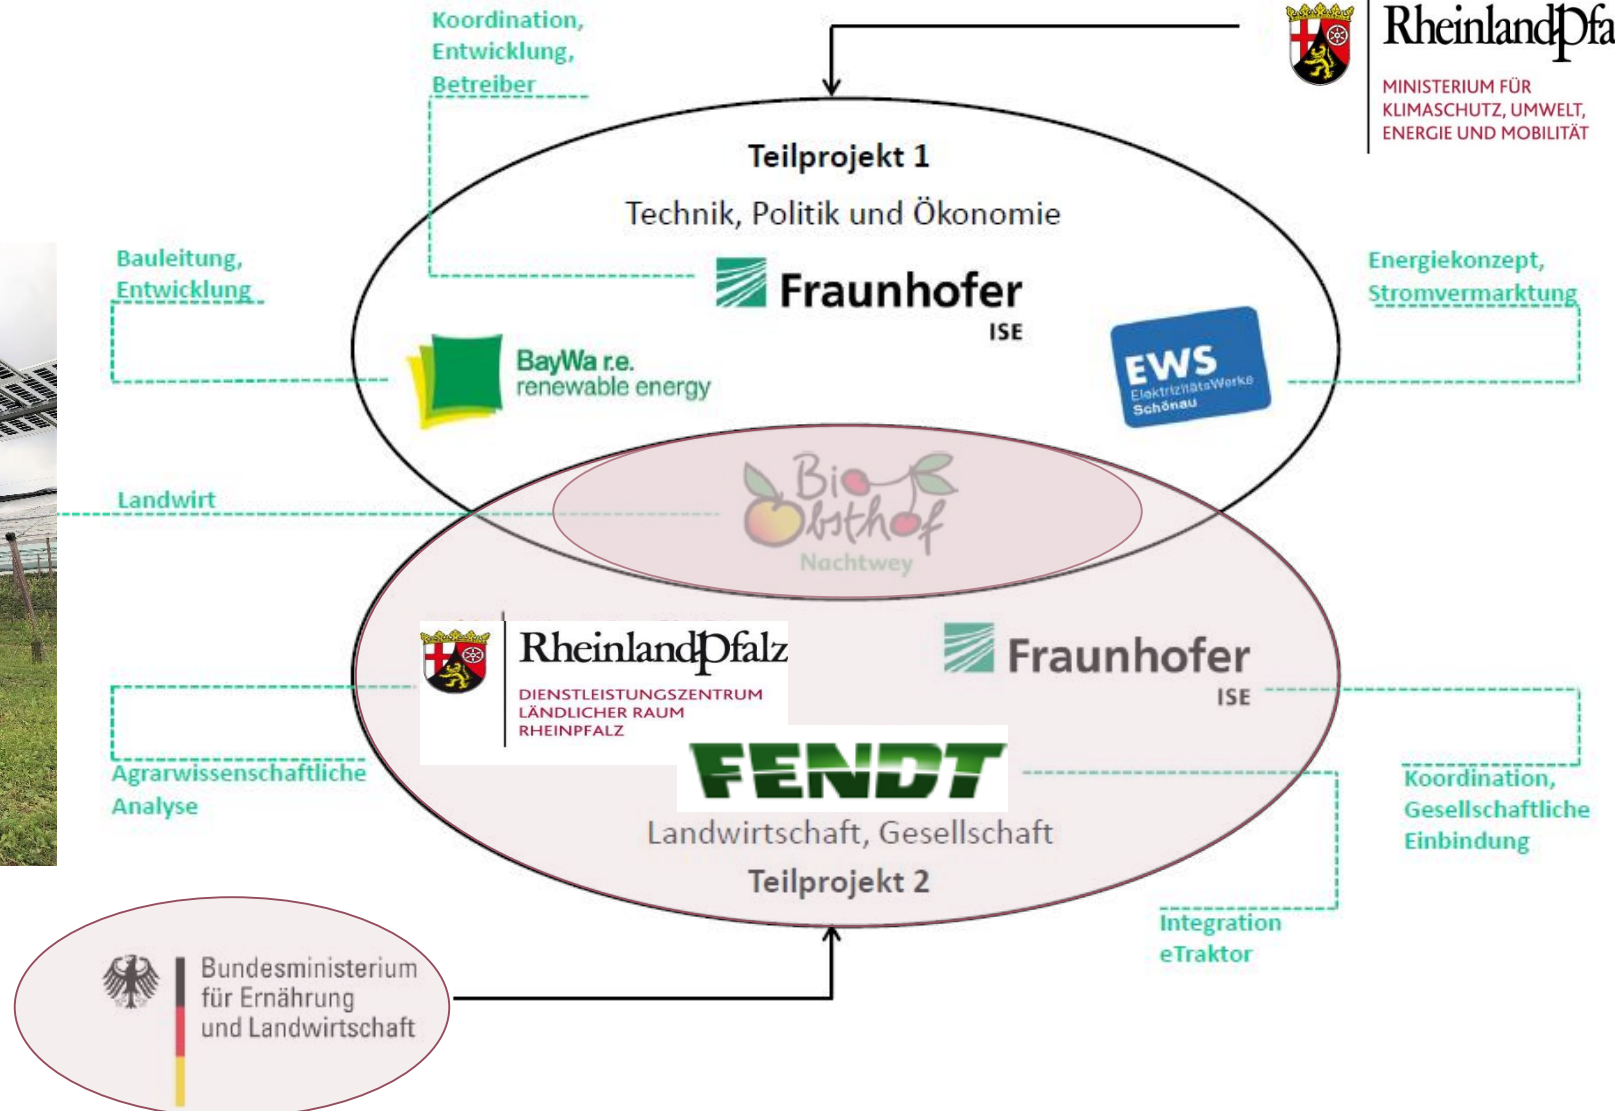 Koordination,
Entwicklung,
Betreiber
RheinlandPfa
MINISTERIUM FÜR
KLIMASCHUTZ, UMWELT,
ENERGIE UND MOBILITÄT
Teilprojekt 1
Technik, Politik und Ökonomie
Bauleitung,
Entwicklung
Fraunhofer
ISE
Energiekonzept,
Stromvermarktung
BayWa r.e.
renewable energy
EWS
ElektrizitätsWerke
Schönau
Landwirt
Bio
Obsthof
Nachtwey
RheinlandPfalz
DIENSTLEISTUNGSZENTRUM
LÄNDLICHER RAUM
RHEINPFALZ
Fraunhofer
ISE
FENDT
Agrarwissenschaftliche
Analyse
Koordination,
Gesellschaftliche
Einbindung
Landwirtschaft, Gesellschaft
Teilprojekt 2
Integration
eTraktor
Bundesministerium
für Ernährung
und Landwirtschaft